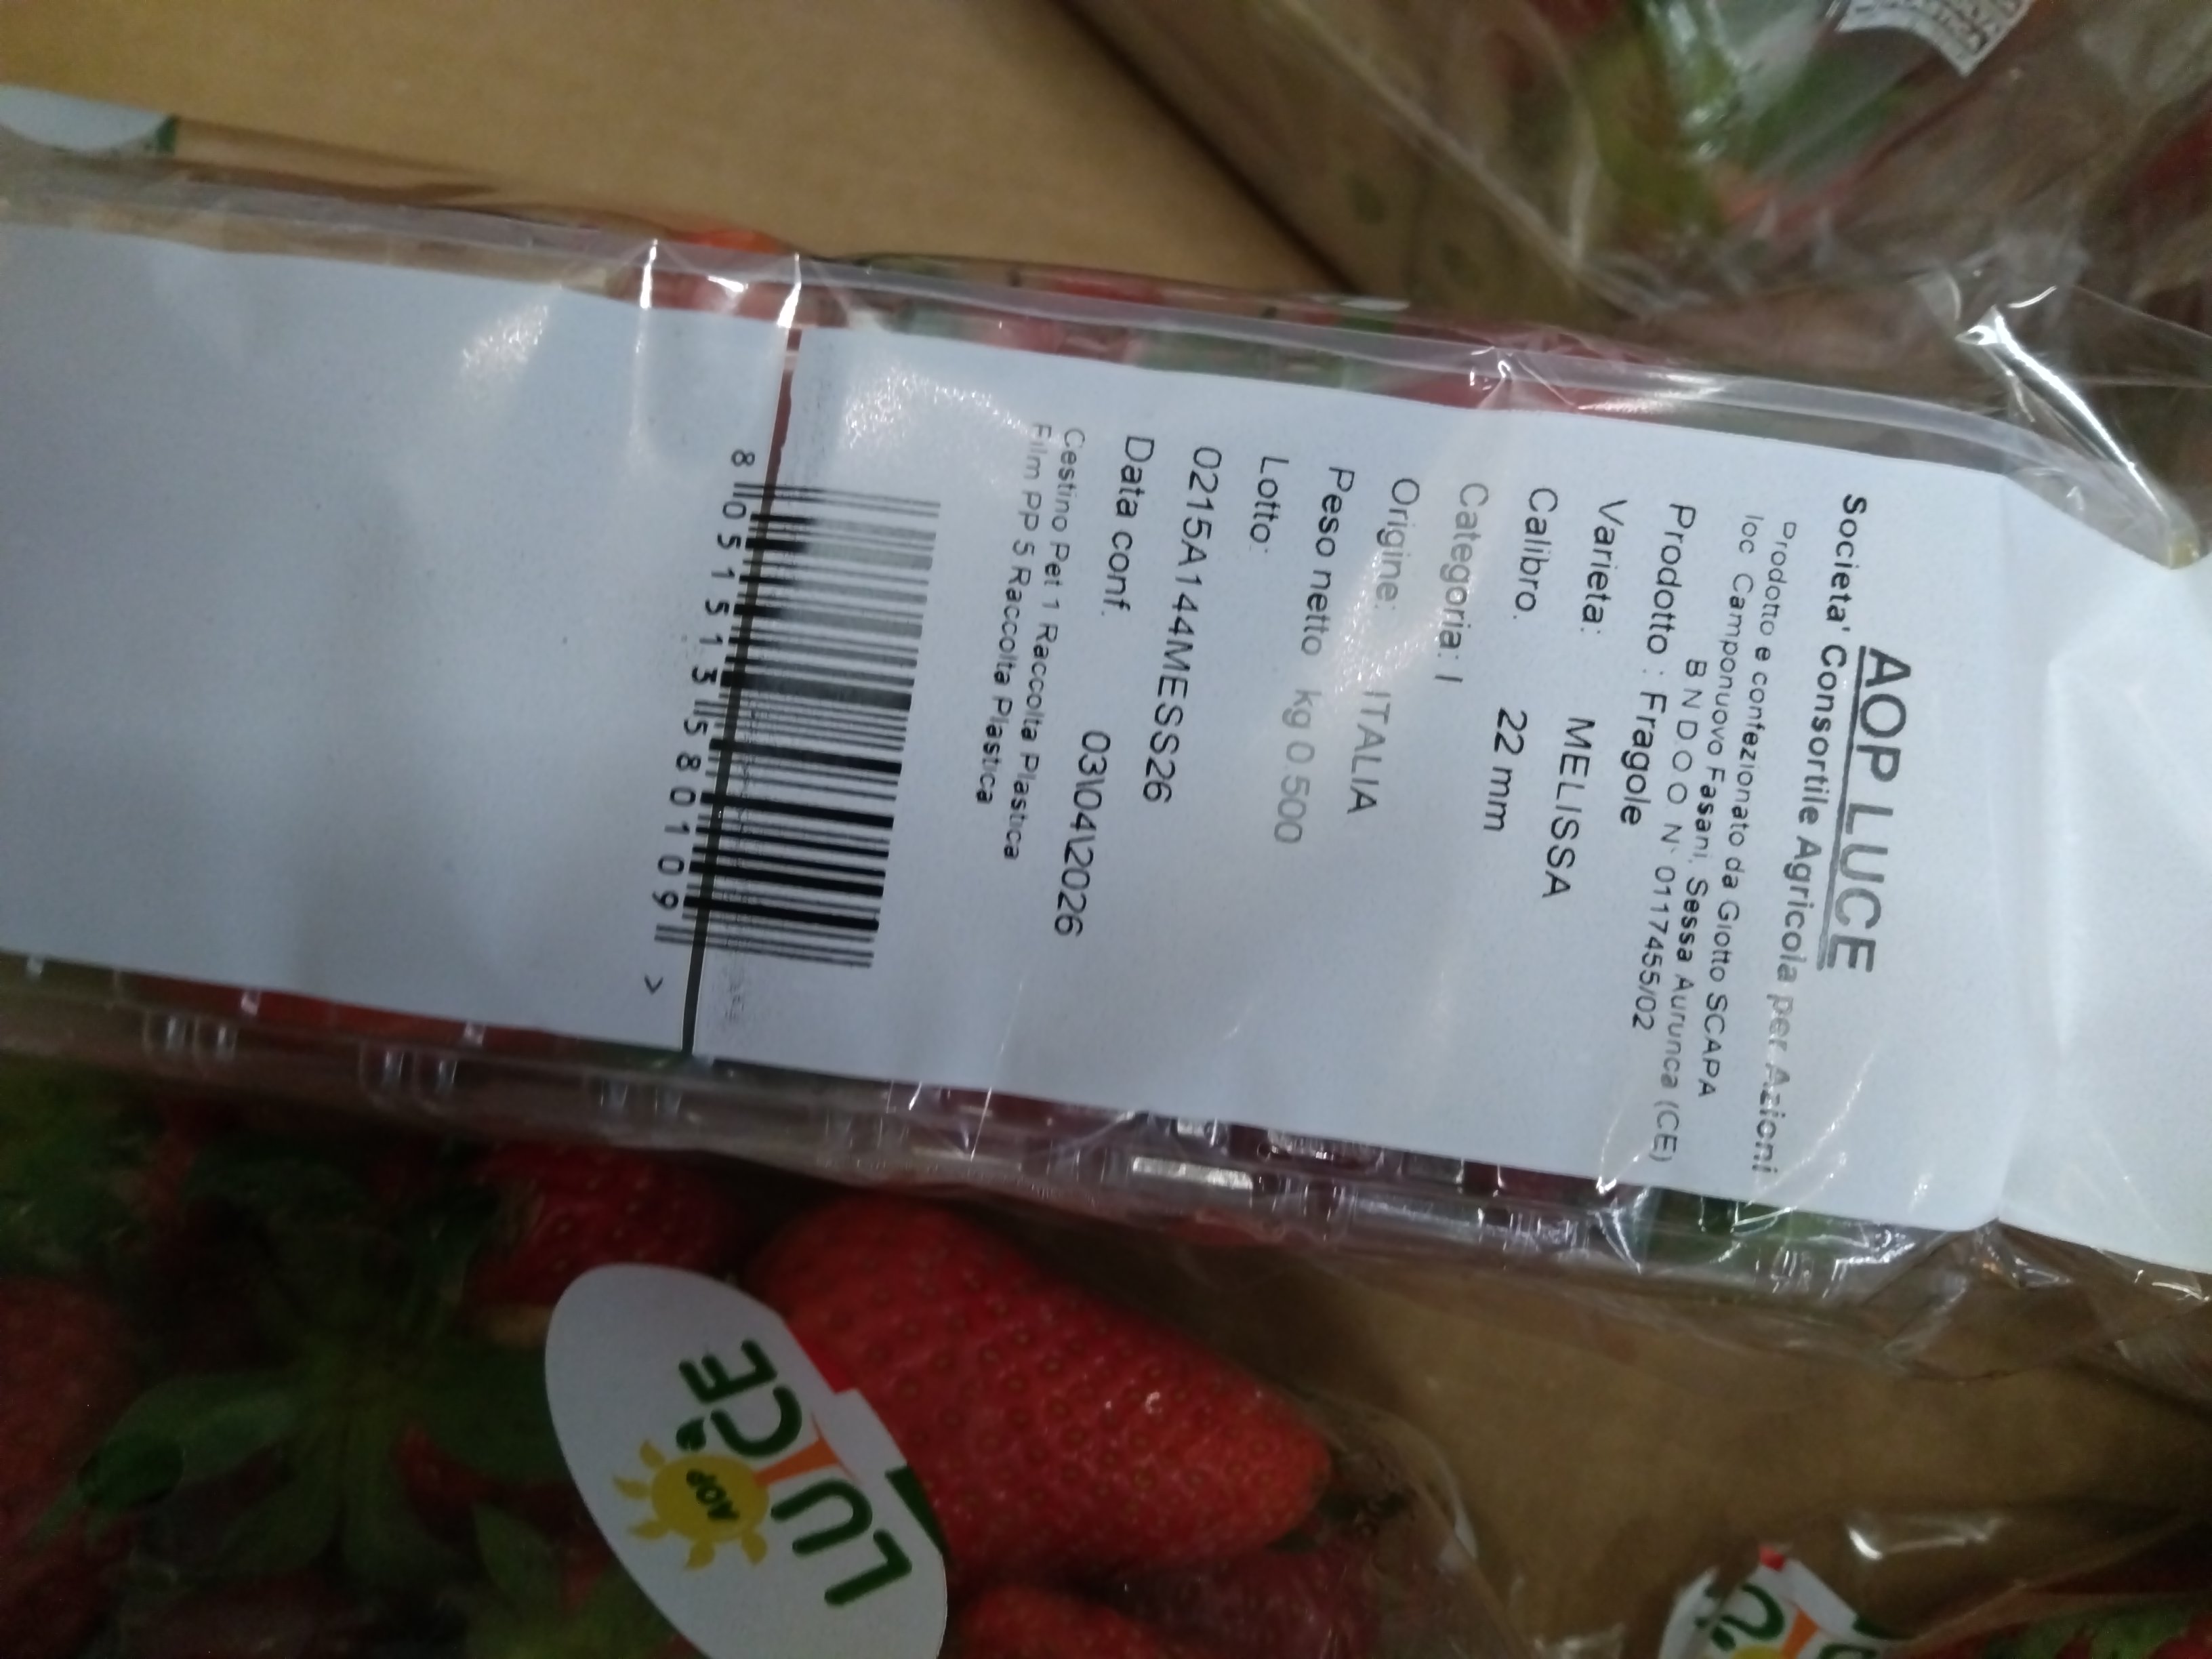 AOP LUCE
Societa' Consortile Agricola per Azioni
Prodotto e confezionato da Giotto SCAPA
loc Camponuovo Fasani, Sessa Aurunca (CE)
B N D O O N° 0117455/02
Prodotto : Fragole
Varieta: MELISSA
Calibro. 22 mm
Categoria: I
Origine: ITALIA
Peso netto kg 0 500
Lotto:
0215A144MESS26
Data conf. 03\04\2026
Cestino Pet 1 Raccolta Plastica
Film PP 5 Raccolta Plastica
8 051513 580109 >
LUCE
AOP